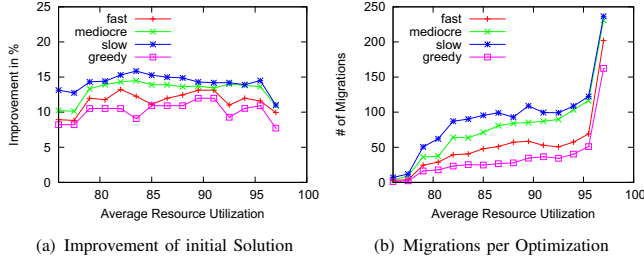 Improvement in %
25
20
15
10
5
0
fast
mediocre
slow
greedy
80 85 90 95 100
Average Resource Utilization
(a) Improvement of initial Solution
# of Migrations
250
200
150
100
50
0
fast
mediocre
slow
greedy
80 85 90 95 100
Average Resource Utilization
(b) Migrations per Optimization